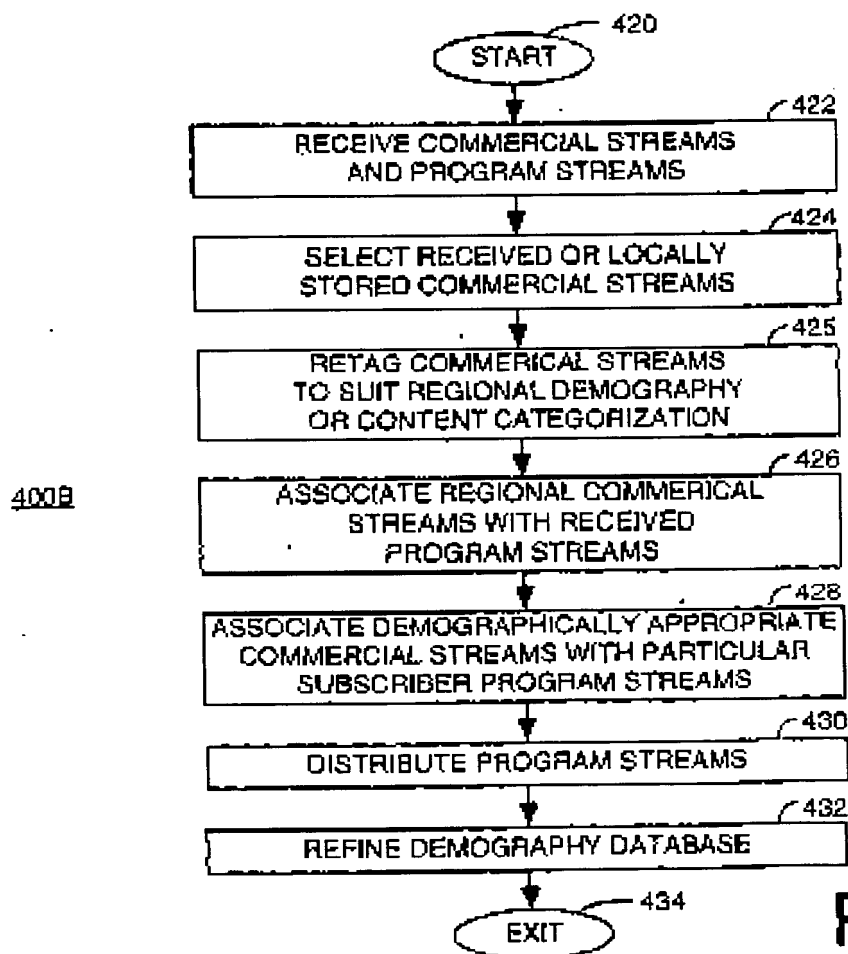 420
START
422
RECEIVE COMMERCIAL STREAMS
AND PROGRAM STREAMS
424
SELECT RECEIVED OR LOCALLY
STORED COMMERCIAL STREAMS
425
RETAG COMMERICAL STREAMS
TO SUIT REGIONAL DEMOGRAPHY
OR CONTENT CATEGORIZATION
426
400B
ASSOCIATE REGIONAL COMMERICAL
STREAMS WITH RECEIVED
PROGRAM STREAMS
428
ASSOCIATE DEMOGRAPHICALLY APPROPRIATE
COMMERCIAL STREAMS WITH PARTICULAR
SUBSCRIBER PROGRAM STREAMS
430
DISTRIBUTE PROGRAM STREAMS
432
REFINE DEMOGRAPHY DATABASE
434
EXIT